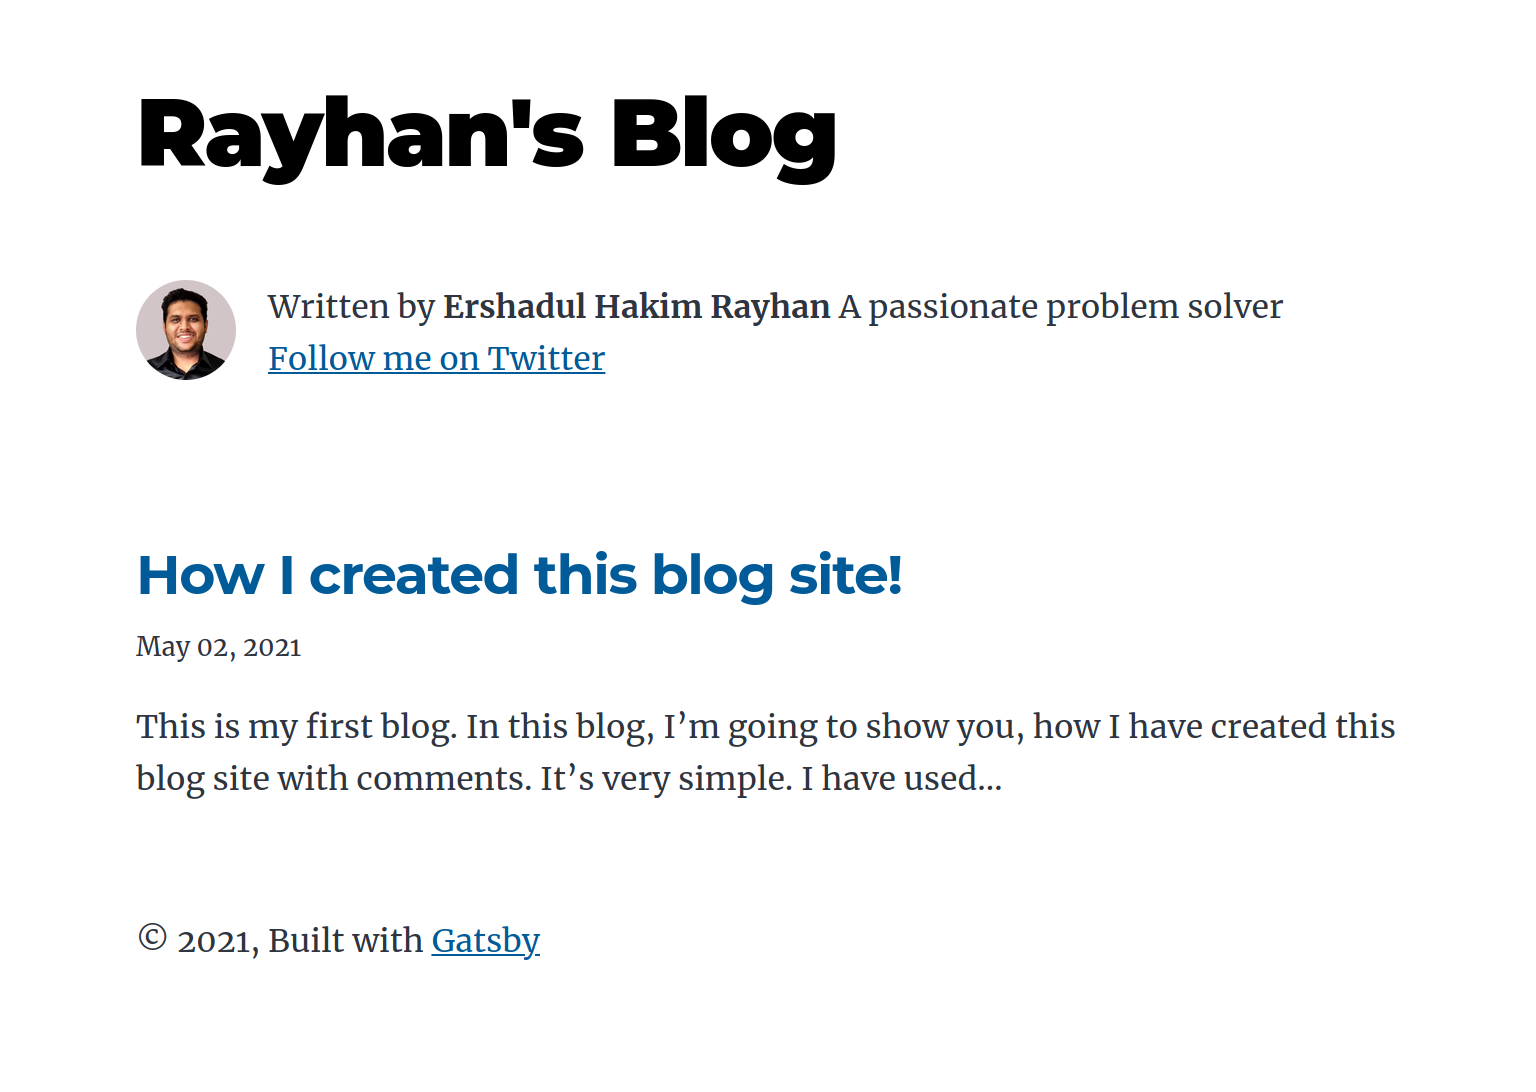 Rayhan's Blog
Written by Ershadul Hakim Rayhan A passionate problem solver
Follow me on Twitter
How I created this blog site!
May 02, 2021
This is my first blog. In this blog, I’m going to show you, how I have created this
blog site with comments. It’s very simple. I have used…
© 2021, Built with Gatsby